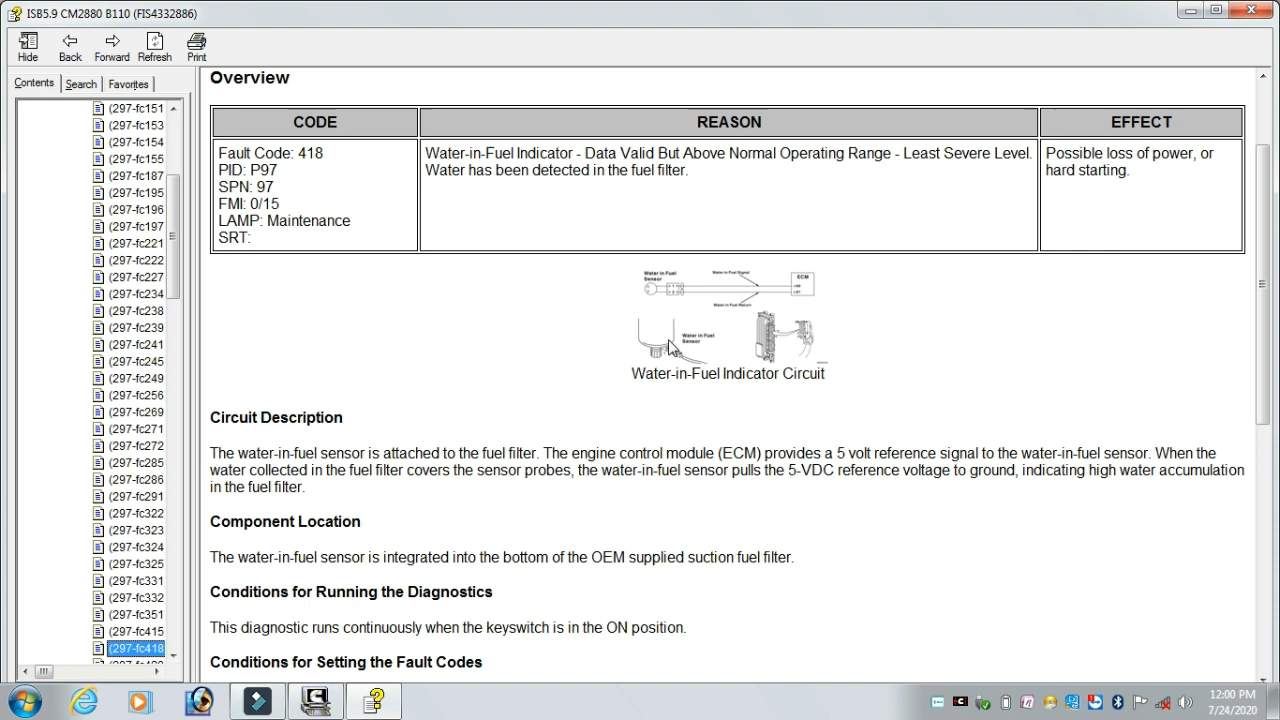 ISB5.9 CM2880 B110 (FIS4332886)
Hide Back Forward Refresh Print
Contents Search Favorites
(297-fc151
(297-fc153
(297-fc154
(297-fc155
(297-fc187
(297-fc195
(297-fc196
(297-fc197
(297-fc221
(297-fc222
(297-fc227
(297-fc234
(297-fc238
(297-fc239
(297-fc241
(297-fc245
(297-fc249
(297-fc256
(297-fc269
(297-fc271
(297-fc272
(297-fc285
(297-fc286
(297-fc291
(297-fc322
(297-fc323
(297-fc324
(297-fc325
(297-fc331
(297-fc332
(297-fc351
(297-fc415
(297-fc418
Overview
CODE REASON EFFECT
Fault Code: 418
PID: P97
SPN: 97
FMI: 0/15
LAMP: Maintenance
SRT:
Water-in-Fuel Indicator - Data Valid But Above Normal Operating Range - Least Severe Level.
Water has been detected in the fuel filter.
Possible loss of power, or
hard starting.
Water in Fuel
Sensor
Water in Fuel Signal
ECM
Water in Fuel Return
Water in Fuel
Sensor
Water-in-Fuel Indicator Circuit
Circuit Description
The water-in-fuel sensor is attached to the fuel filter. The engine control module (ECM) provides a 5 volt reference signal to the water-in-fuel sensor. When the
water collected in the fuel filter covers the sensor probes, the water-in-fuel sensor pulls the 5-VDC reference voltage to ground, indicating high water accumulation
in the fuel filter.
Component Location
The water-in-fuel sensor is integrated into the bottom of the OEM supplied suction fuel filter.
Conditions for Running the Diagnostics
This diagnostic runs continuously when the keyswitch is in the ON position.
Conditions for Setting the Fault Codes
12:00 PM
7/24/2020